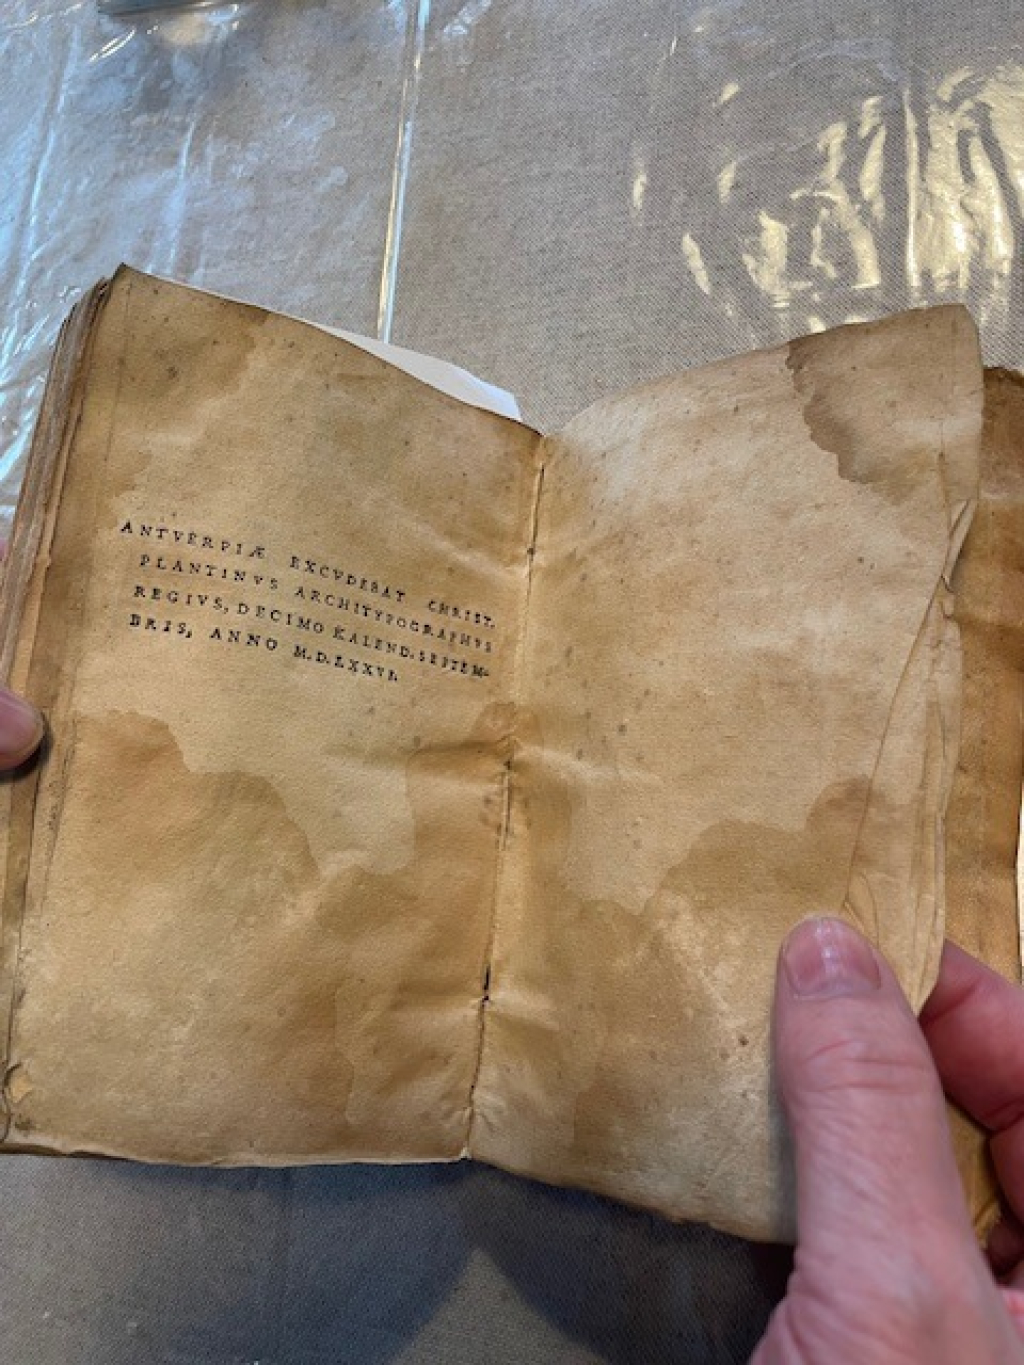 ANTVERPIÆ EXCVDEBAT CHRIST.
PLANTINVS ARCHITYPOGRAPHVS
REGIVS, DECIMO KALEND. SEPTEM-
BRIS, ANNO M.D.LXXVI.